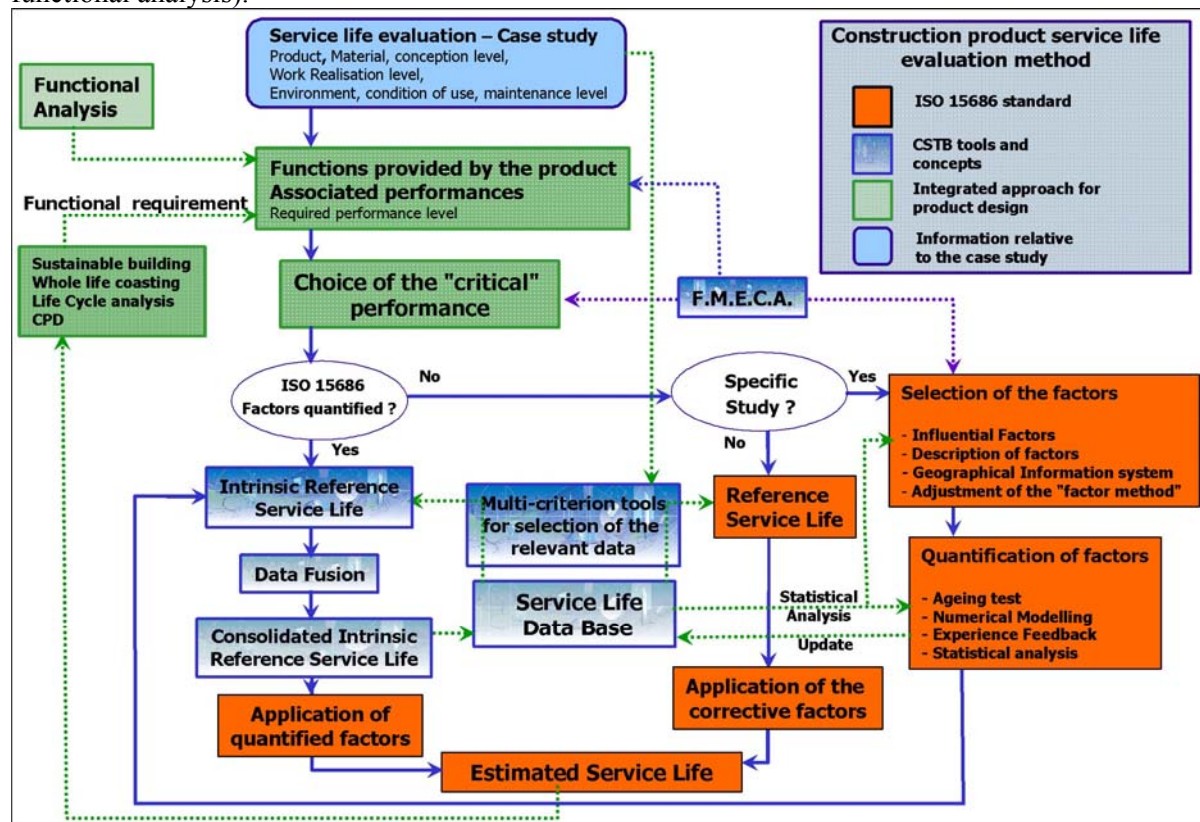 functional analysis).
Service life evaluation – Case study
Product, Material, conception level,
Work Realisation level,
Environment, condition of use, maintenance level
Construction product service life
evaluation method
ISO 15686 standard
CSTB tools and
concepts
Integrated approach for
product design
Information relative
to the case study
Functional
Analysis
Functions provided by the product
Associated performances
Required performance level
Functional requirement
Sustainable building
Whole life coasting
Life Cycle analysis
CPD
Choice of the "critical"
performance
F.M.E.C.A.
ISO 15686
Factors quantified ?
No
Yes
Specific
Study ?
Yes
No
Selection of the factors
- Influential Factors
- Description of factors
- Geographical Information system
- Adjustment of the "factor method"
Intrinsic Reference
Service Life
Multi-criterion tools
for selection of the
relevant data
Reference
Service Life
Quantification of factors
- Ageing test
- Numerical Modelling
- Experience Feedback
- Statistical analysis
Data Fusion
Service Life
Data Base
Statistical
Analysis
Update
Consolidated Intrinsic
Reference Service Life
Application of
quantified factors
Application of the
corrective factors
Estimated Service Life